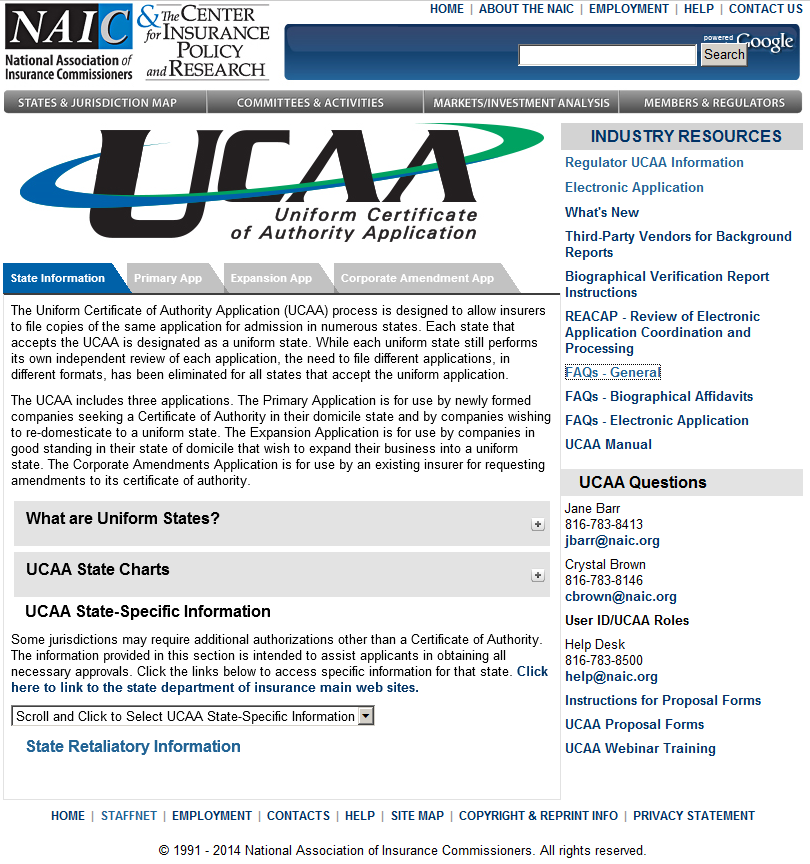 NAIC
National Association of
Insurance Commissioners
& The CENTER
for INSURANCE
POLICY
and RESEARCH
HOME | ABOUT THE NAIC | EMPLOYMENT | HELP | CONTACT US
powered Google
Search
STATES & JURISDICTION MAP
COMMITTEES & ACTIVITIES
MARKETS/INVESTMENT ANALYSIS
MEMBERS & REGULATORS
UCAA
Uniform Certificate
of Authority Application
State Information
Primary App
Expansion App
Corporate Amendment App
The Uniform Certificate of Authority Application (UCAA) process is designed to allow insurers
to file copies of the same application for admission in numerous states. Each state that
accepts the UCAA is designated as a uniform state. While each uniform state still performs
its own independent review of each application, the need to file different applications, in
different formats, has been eliminated for all states that accept the uniform application.
The UCAA includes three applications. The Primary Application is for use by newly formed
companies seeking a Certificate of Authority in their domicile state and by companies wishing
to re-domesticate to a uniform state. The Expansion Application is for use by companies in
good standing in their state of domicile that wish to expand their business into a uniform
state. The Corporate Amendments Application is for use by an existing insurer for requesting
amendments to its certificate of authority.
What are Uniform States?
UCAA State Charts
UCAA State-Specific Information
Some jurisdictions may require additional authorizations other than a Certificate of Authority.
The information provided in this section is intended to assist applicants in obtaining all
necessary approvals. Click the links below to access specific information for that state. Click
here to link to the state department of insurance main web sites.
Scroll and Click to Select UCAA State-Specific Information
State Retaliatory Information
INDUSTRY RESOURCES
Regulator UCAA Information
Electronic Application
What's New
Third-Party Vendors for Background
Reports
Biographical Verification Report
Instructions
REACAP - Review of Electronic
Application Coordination and
Processing
FAQs - General
FAQs - Biographical Affidavits
FAQs - Electronic Application
UCAA Manual
UCAA Questions
Jane Barr
816-783-8413
jbarr@naic.org
Crystal Brown
816-783-8146
cbrown@naic.org
User ID/UCAA Roles
Help Desk
816-783-8500
help@naic.org
Instructions for Proposal Forms
UCAA Proposal Forms
UCAA Webinar Training
HOME | STAFFNET | EMPLOYMENT | CONTACTS | HELP | SITE MAP | COPYRIGHT & REPRINT INFO | PRIVACY STATEMENT
© 1991 - 2014 National Association of Insurance Commissioners. All rights reserved.